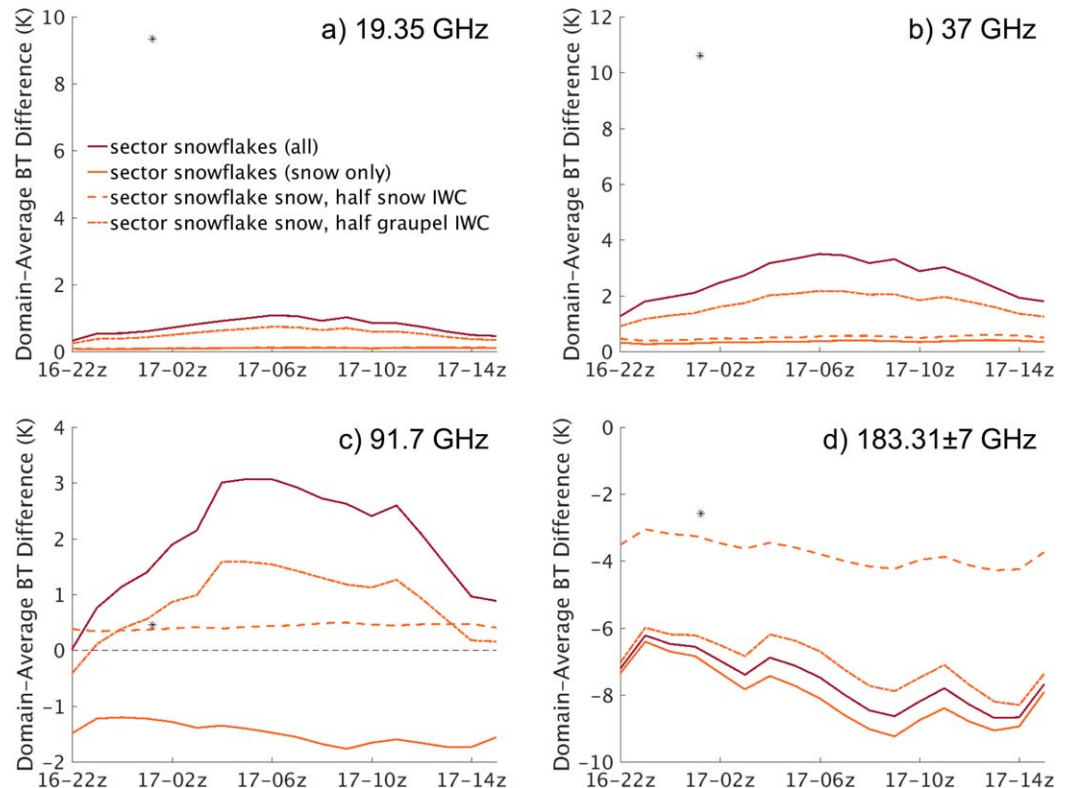 a) 19.35 GHz
Domain-Average BT Difference (K)
10
8
6
4
2
0
16-22z 17-02z 17-06z 17-10z 17-14z
sector snowflakes (all)
sector snowflakes (snow only)
sector snowflake snow, half snow IWC
sector snowflake snow, half graupel IWC
b) 37 GHz
Domain-Average BT Difference (K)
12
10
8
6
4
2
0
16-22z 17-02z 17-06z 17-10z 17-14z
c) 91.7 GHz
Domain-Average BT Difference (K)
4
3
2
1
0
-1
-2
16-22z 17-02z 17-06z 17-10z 17-14z
d) 183.31±7 GHz
Domain-Average BT Difference (K)
0
-2
-4
-6
-8
-10
16-22z 17-02z 17-06z 17-10z 17-14z